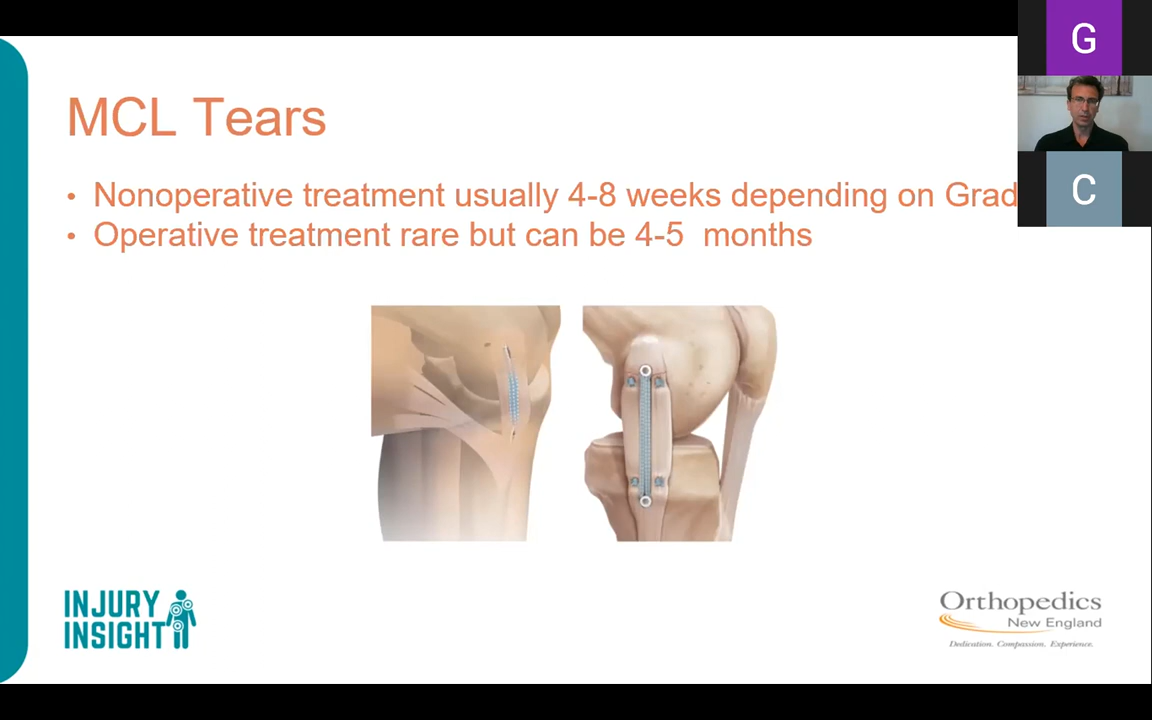 MCL Tears
• Nonoperative treatment usually 4-8 weeks depending on Grad
• Operative treatment rare but can be 4-5 months
INJURY
INSIGHT
Orthopedics
New England
Dedication. Compassion. Experience.
G
C